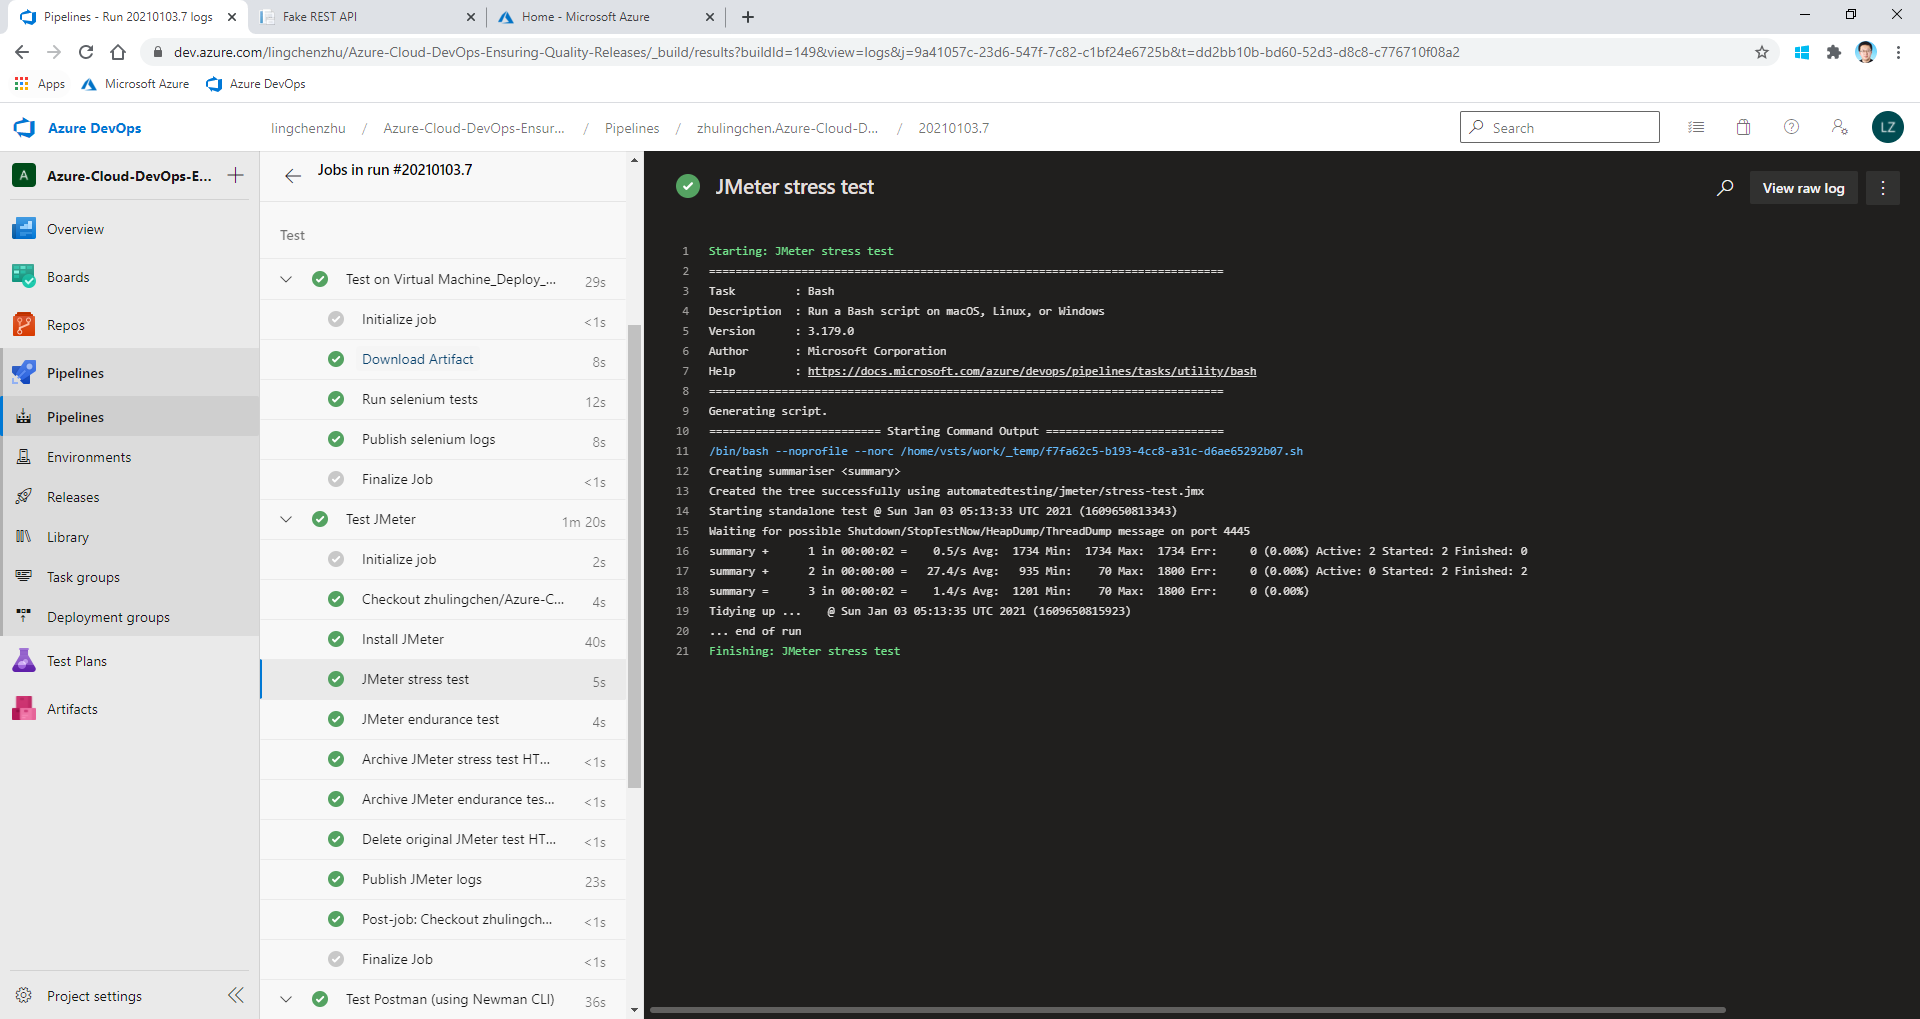 Pipelines - Run 20210103.7 logs
Fake REST API
Home - Microsoft Azure
dev.azure.com/lingchenzhu/Azure-Cloud-DevOps-Ensuring-Quality-Releases/_build/results?buildId=149&view=logs&j=9a41057c-23d6-547f-7c82-c1bf24e6725b&t=dd2bb10b-bd60-52d3-d8c8-c776710f08a2
Apps
Microsoft Azure
Azure DevOps
Azure DevOps
lingchenzhu / Azure-Cloud-DevOps-Ensur... / Pipelines / zhulingchen.Azure-Cloud-D... / 20210103.7
Search
LZ
A
Azure-Cloud-DevOps-E...
Overview
Boards
Repos
Pipelines
Pipelines
Environments
Releases
Library
Task groups
Deployment groups
Test Plans
Artifacts
Project settings
Jobs in run #20210103.7
Test
Test on Virtual Machine_Deploy_... 29s
Initialize job <1s
Download Artifact 8s
Run selenium tests 12s
Publish selenium logs 8s
Finalize Job <1s
Test JMeter 1m 20s
Initialize job 2s
Checkout zhulingchen/Azure-C... 4s
Install JMeter 40s
JMeter stress test 5s
JMeter endurance test 4s
Archive JMeter stress test HT... <1s
Archive JMeter endurance tes... <1s
Delete original JMeter test HT... <1s
Publish JMeter logs 23s
Post-job: Checkout zhulingch... <1s
Finalize Job <1s
Test Postman (using Newman CLI) 36s
JMeter stress test
View raw log
1 Starting: JMeter stress test
2 ==============================================================================
3 Task         : Bash
4 Description  : Run a Bash script on macOS, Linux, or Windows
5 Version      : 3.179.0
6 Author       : Microsoft Corporation
7 Help         : https://docs.microsoft.com/azure/devops/pipelines/tasks/utility/bash
8 ==============================================================================
9 Generating script.
10 ========================== Starting Command Output ===========================
11 /bin/bash --noprofile --norc /home/vsts/work/_temp/f7fa62c5-b193-4cc8-a31c-d6ae65292b07.sh
12 Creating summariser <summary>
13 Created the tree successfully using automatedtesting/jmeter/stress-test.jmx
14 Starting standalone test @ Sun Jan 03 05:13:33 UTC 2021 (1609650813343)
15 Waiting for possible Shutdown/StopTestNow/HeapDump/ThreadDump message on port 4445
16 summary +      1 in 00:00:02 =    0.5/s Avg:  1734 Min:  1734 Max:  1734 Err:     0 (0.00%) Active: 2 Started: 2 Finished: 0
17 summary +      2 in 00:00:00 =   27.4/s Avg:   935 Min:    70 Max:  1800 Err:     0 (0.00%) Active: 0 Started: 2 Finished: 2
18 summary =      3 in 00:00:02 =    1.4/s Avg:  1201 Min:    70 Max:  1800 Err:     0 (0.00%)
19 Tidying up ...    @ Sun Jan 03 05:13:35 UTC 2021 (1609650815923)
20 ... end of run
21 Finishing: JMeter stress test